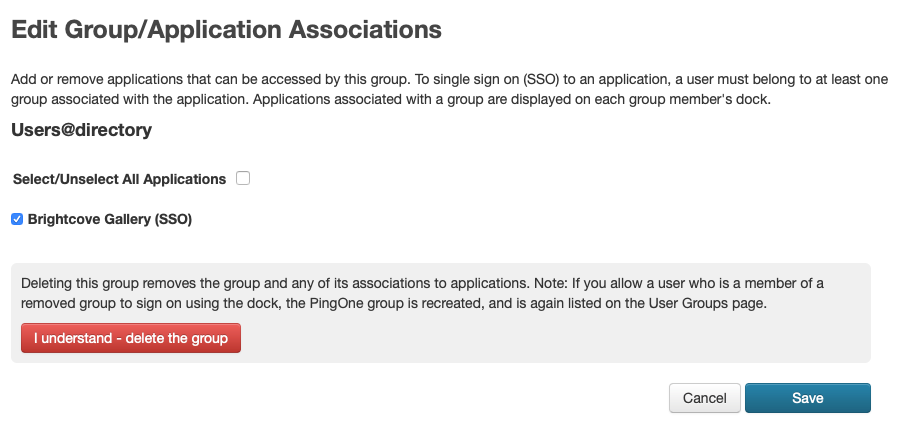 Edit Group/Application Associations
Add or remove applications that can be accessed by this group. To single sign on (SSO) to an application, a user must belong to at least one
group associated with the application. Applications associated with a group are displayed on each group member's dock.
Users@directory
Select/Unselect All Applications
Brightcove Gallery (SSO)
Deleting this group removes the group and any of its associations to applications. Note: If you allow a user who is a member of a
removed group to sign on using the dock, the PingOne group is recreated, and is again listed on the User Groups page.
I understand - delete the group
Cancel Save